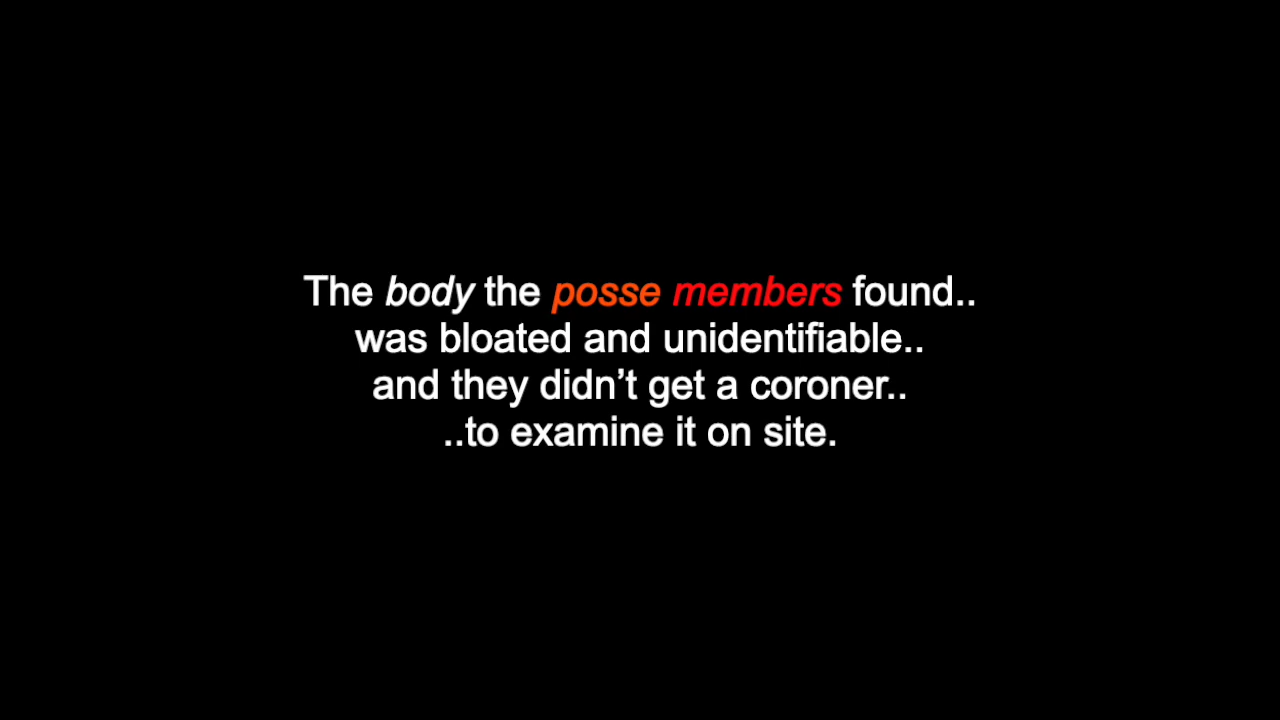 The body the posse members found..
was bloated and unidentifiable..
and they didn’t get a coroner..
..to examine it on site.